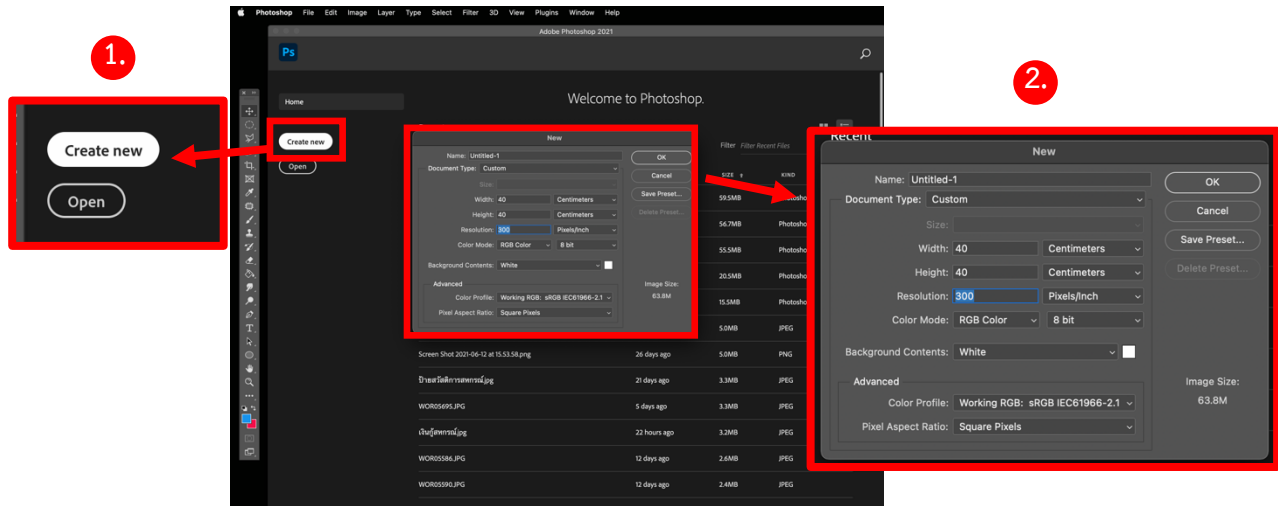 Photoshop File Edit Image Layer Type Select Filter 3D View Plugins Window Help
Adobe Photoshop 2021
Ps
1.
2.
Welcome to Photoshop.
Home
Create new
Open
Create new
Open
Filter Filter Recent Files
SIZE KIND
New
Name: Untitled-1
OK
Document Type: Custom
Cancel
Size:
Save Preset...
Width: 40 Centimeters
Delete Preset...
Height: 40 Centimeters
Resolution: 300 Pixels/Inch
Color Mode: RGB Color 8 bit
Background Contents: White
Advanced
Image Size:
Color Profile: Working RGB: sRGB IEC61966-2.1
63.8M
Pixel Aspect Ratio: Square Pixels
59.5MB
56.7MB Photosho
55.5MB Photosho
20.5MB Photosho
15.5MB Photosho
5.0MB JPEG
Screen Shot 2021-06-12 at 15.53.58.png 26 days ago 5.0MB PNG
ป้ายสวัสดิการสหกรณ์.jpg 21 days ago 3.3MB JPEG
WOR05695.JPG 5 days ago 3.3MB JPEG
เงินกู้สหกรณ์.jpg 22 hours ago 3.2MB JPEG
WOR05586.JPG 12 days ago 2.6MB JPEG
WOR05590.JPG 12 days ago 2.4MB JPEG
Recent
New
Name: Untitled-1
OK
Document Type: Custom
Cancel
Size:
Save Preset...
Width: 40 Centimeters
Height: 40 Centimeters
Delete Preset...
Resolution: 300 Pixels/Inch
Color Mode: RGB Color 8 bit
Background Contents: White
Advanced
Image Size:
Color Profile: Working RGB: sRGB IEC61966-2.1
63.8M
Pixel Aspect Ratio: Square Pixels